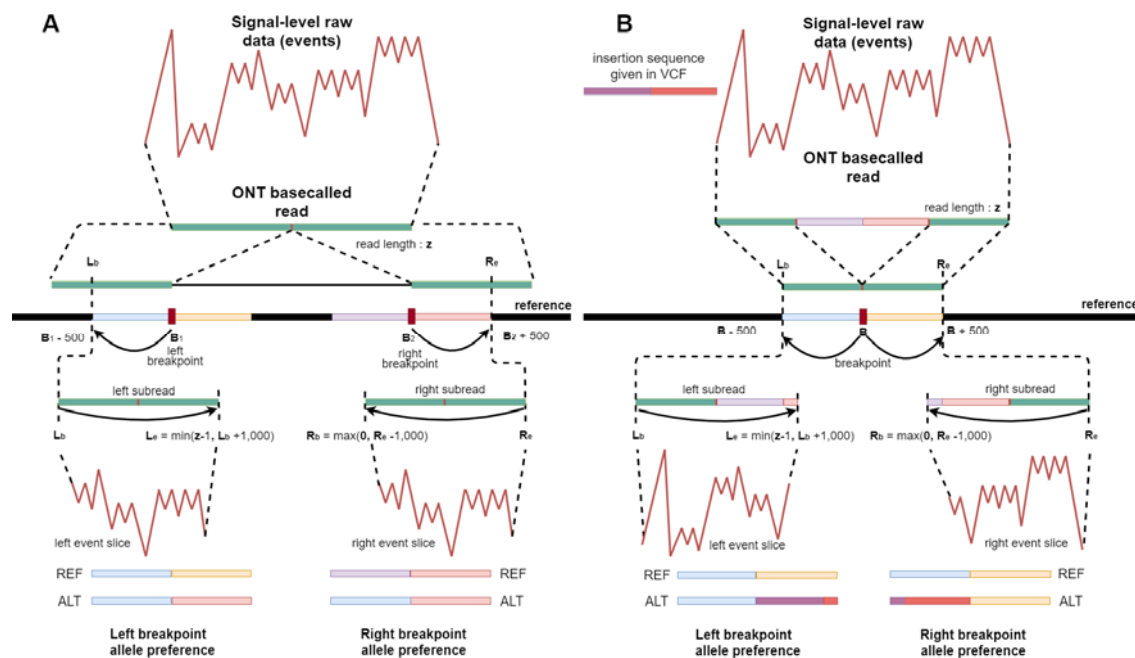 A
Signal-level raw
data (events)
ONT basecalled
read
read length : z
Lb
Re
reference
B1 - 500
B1
left
breakpoint
B2
right
breakpoint
B2 + 500
left subread
right subread
Lb
Le = min(z-1, Lb +1,000)
Rb = max(0, Re -1,000)
Re
left event slice
right event slice
REF
REF
ALT
ALT
Left breakpoint
allele preference
Right breakpoint
allele preference
B
Signal-level raw
data (events)
insertion sequence
given in VCF
ONT basecalled
read
read length : z
Lb
Re
reference
B - 500
B
B + 500
breakpoint
left subread
right subread
Lb
Le = min(z-1, Lb +1,000)
Rb = max(0, Re -1,000)
Re
left event slice
right event slice
REF
REF
ALT
ALT
Left breakpoint
allele preference
Right breakpoint
allele preference